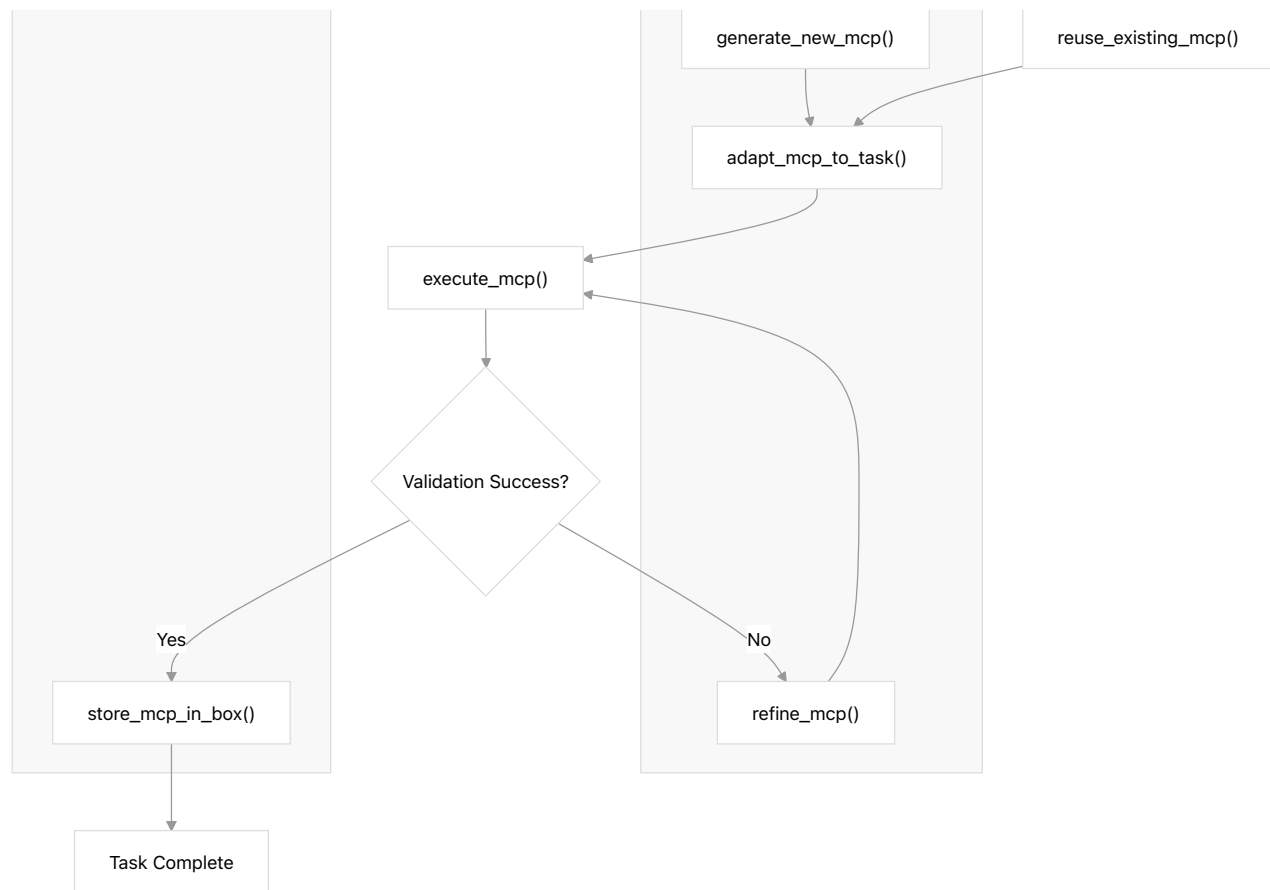 generate_new_mcp()
reuse_existing_mcp()
adapt_mcp_to_task()
execute_mcp()
Validation Success?
Yes
No
store_mcp_in_box()
refine_mcp()
Task Complete